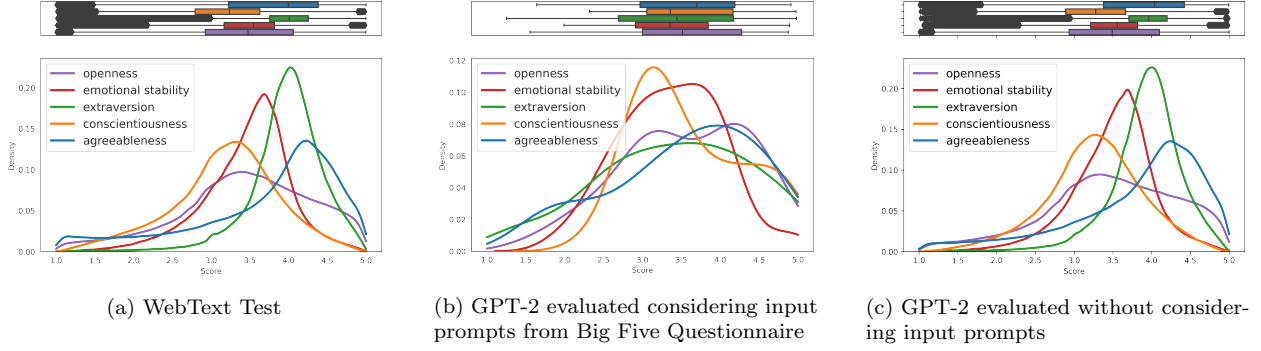 openness
emotional stability
extraversion
conscientiousness
agreeableness
0.20
0.15
0.10
0.05
0.00
Density
1.0 1.5 2.0 2.5 3.0 3.5 4.0 4.5 5.0
Score
(a) WebText Test
openness
emotional stability
extraversion
conscientiousness
agreeableness
0.12
0.10
0.08
0.06
0.04
0.02
0.00
Density
1.0 1.5 2.0 2.5 3.0 3.5 4.0 4.5 5.0
Score
(b) GPT-2 evaluated considering input
prompts from Big Five Questionnaire
openness
emotional stability
extraversion
conscientiousness
agreeableness
0.20
0.15
0.10
0.05
0.00
Density
1.0 1.5 2.0 2.5 3.0 3.5 4.0 4.5 5.0
Score
(c) GPT-2 evaluated without consider-
ing input prompts